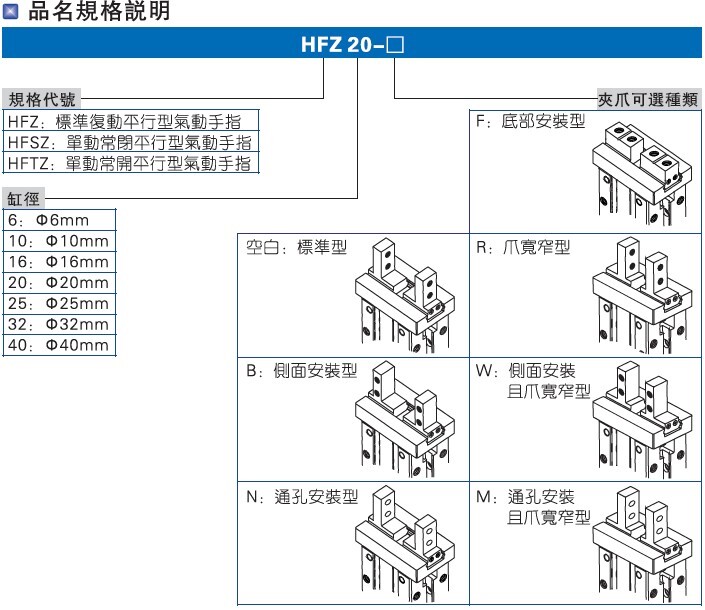 品名規格説明
HFZ 20-□
規格代號
HFZ: 標準復動平行型氣動手指
HFSZ: 單動常閉平行型氣動手指
HFTZ: 單動常開平行型氣動手指
缸徑
6: Φ6mm
10: Φ10mm
16: Φ16mm
20: Φ20mm
25: Φ25mm
32: Φ32mm
40: Φ40mm
夾爪可選種類
F: 底部安裝型
空白: 標準型
R: 爪寬窄型
B: 側面安裝型
W: 側面安裝
且爪寬窄型
N: 通孔安裝型
M: 通孔安裝
且爪寬窄型